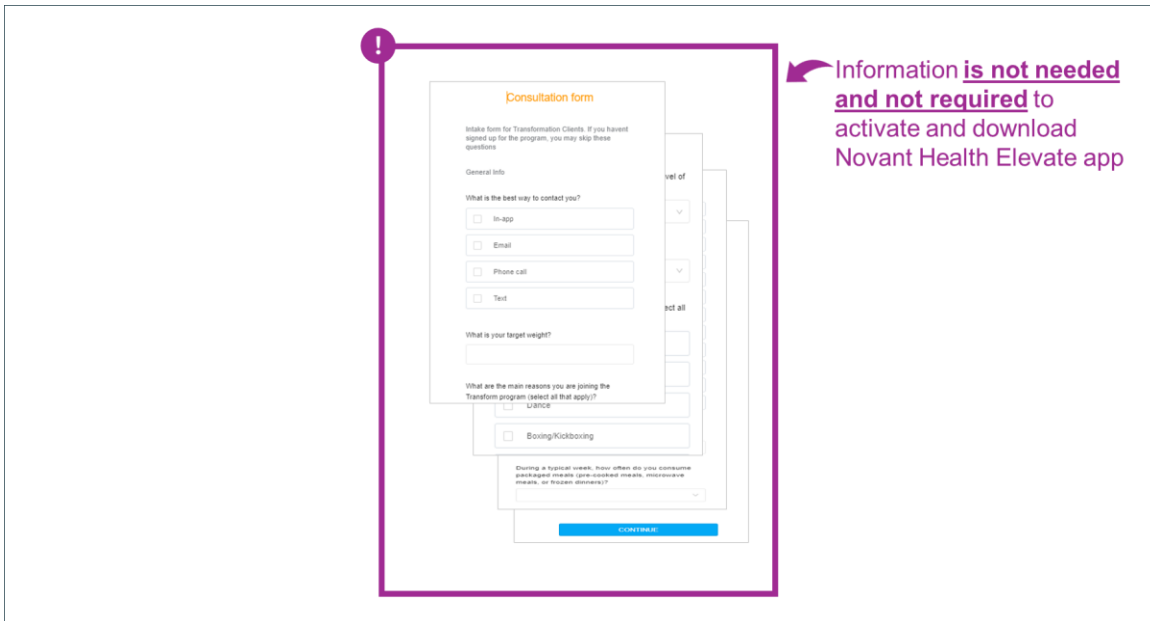 !
Information is not needed
and not required to
activate and download
Novant Health Elevate app
Consultation form
Intake form for Transformation Clients. If you havent
signed up for the program, you may skip these
questions
General Info
What is the best way to contact you?
In-app
Email
Phone call
Text
What is your target weight?
What are the main reasons you are joining the
Transform program (select all that apply)?
vel of
ect all
Dance
Boxing/Kickboxing
During a typical week, how often do you consume
packaged meals (pre-cooked meals, microwave
meals, or frozen dinners)?
CONTINUE